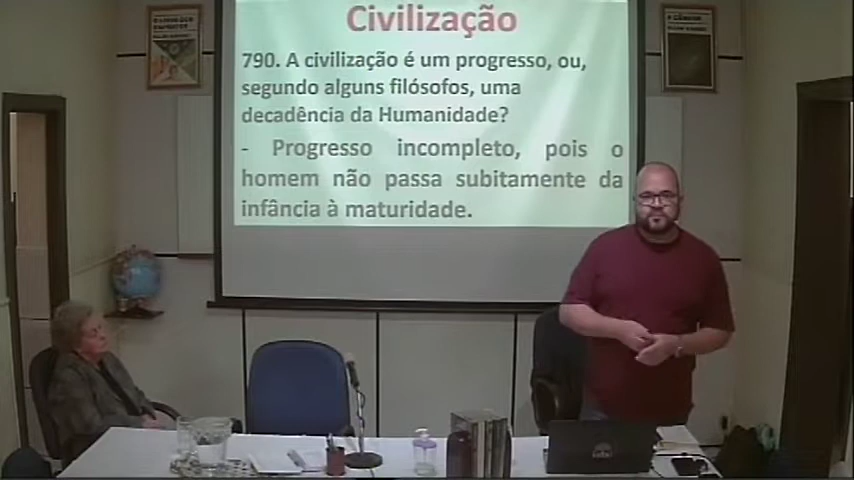 Civilização
790. A civilização é um progresso, ou,
segundo alguns filósofos, uma
decadência da Humanidade?
- Progresso incompleto, pois o
homem não passa subitamente da
infância à maturidade.